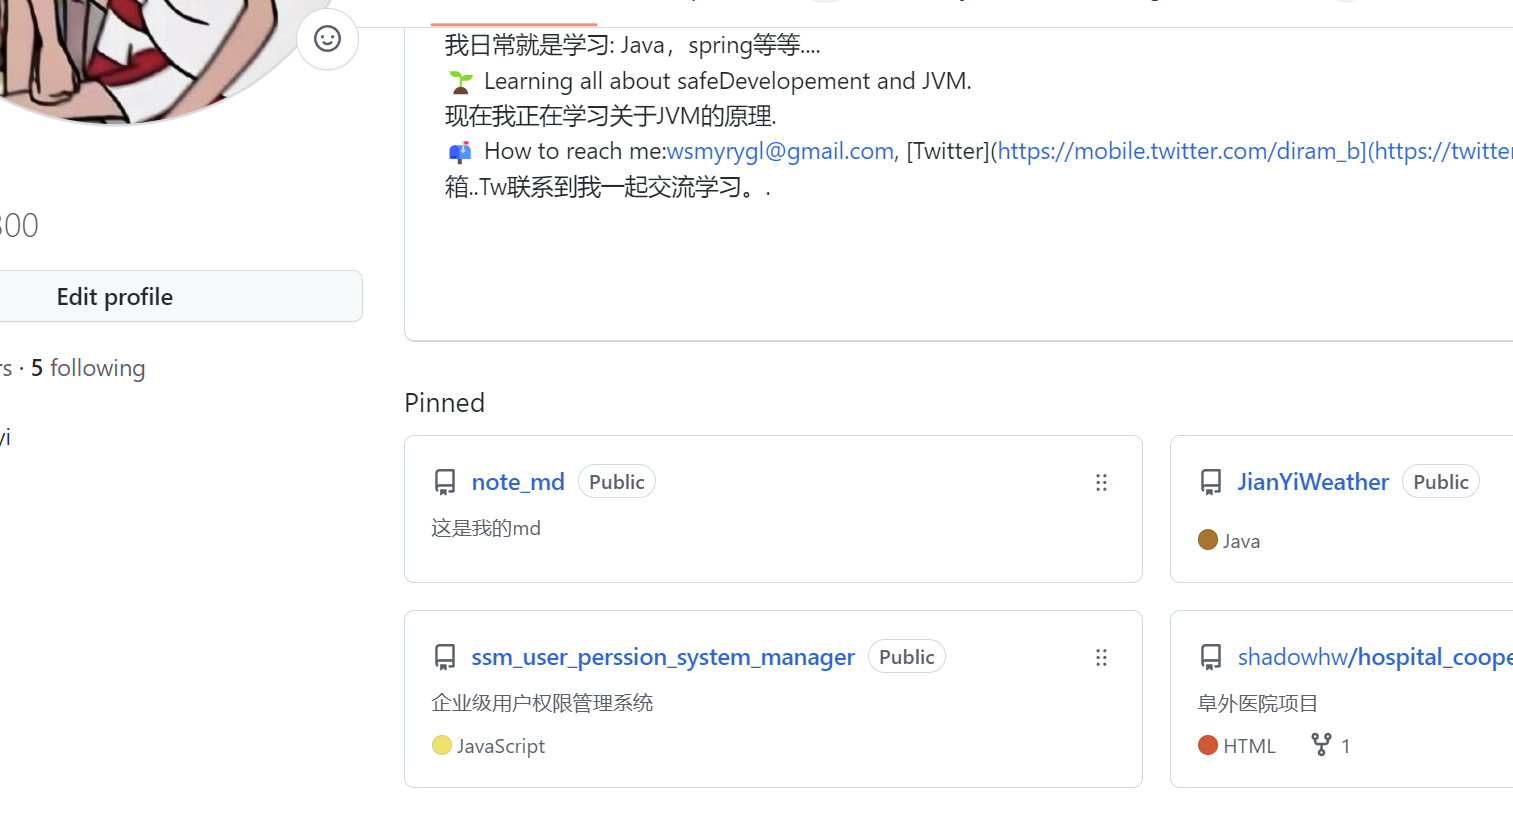 我日常就是学习: Java，spring等等....
🌱 Learning all about safeDevelopement and JVM.
现在我正在学习关于JVM的原理.
📫 How to reach me:wsmyrygl@gmail.com, [Twitter](https://mobile.twitter.com/diram_b](https://twitter
箱..Tw联系到我一起交流学习。.
300
Edit profile
rs · 5 following
yi
Pinned
note_md Public
这是我的md
JianYiWeather Public
Java
ssm_user_perssion_system_manager Public
企业级用户权限管理系统
JavaScript
shadowhw/hospital_coope
阜外医院项目
HTML 1